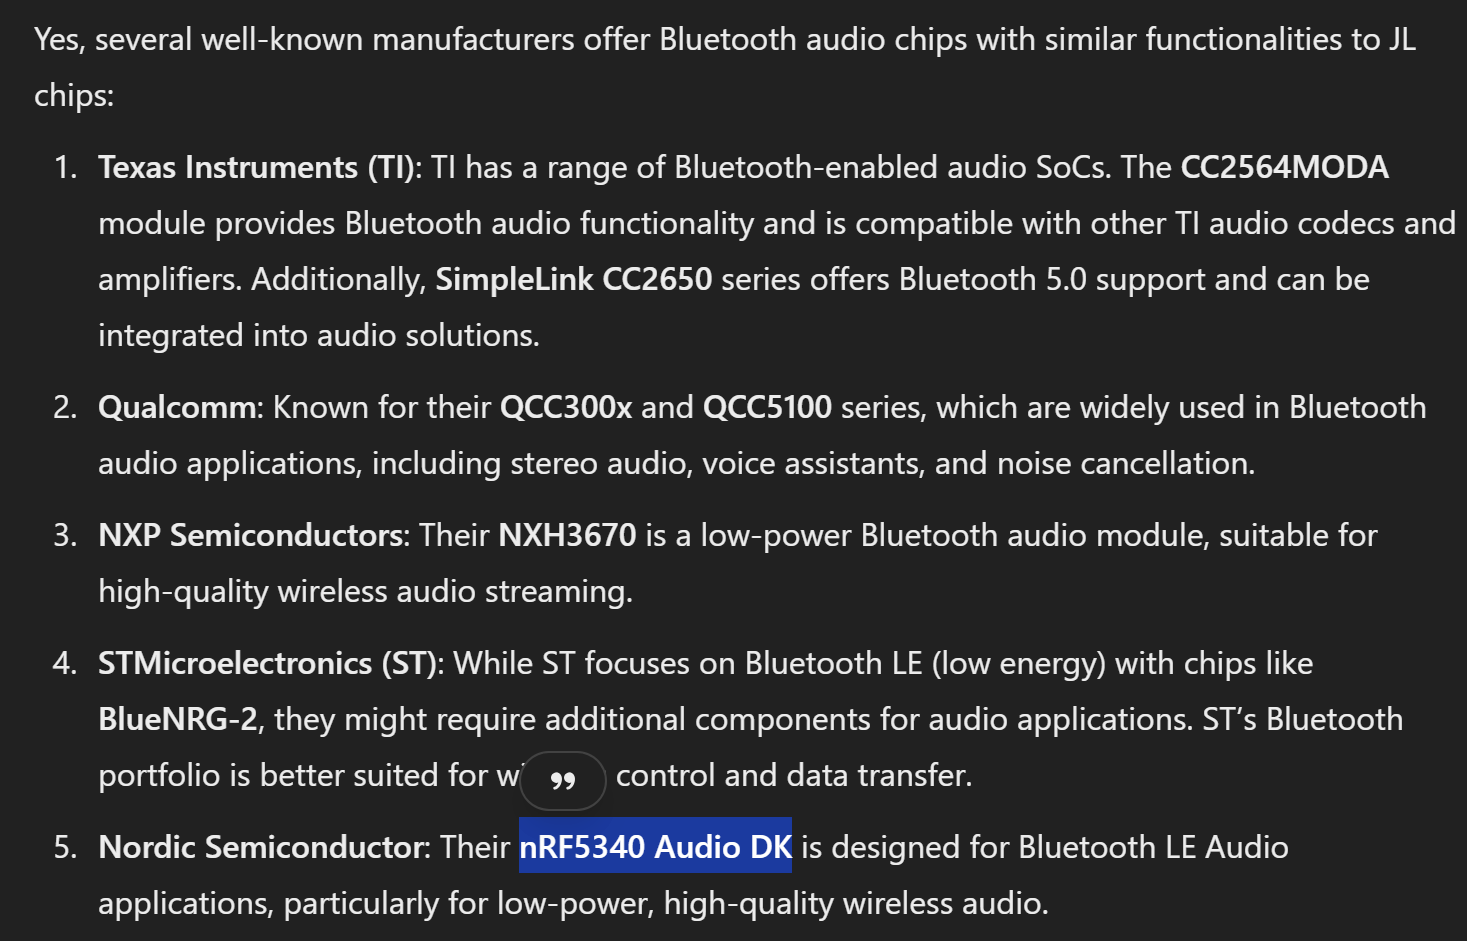 Yes, several well-known manufacturers offer Bluetooth audio chips with similar functionalities to JL
chips:
1. Texas Instruments (TI): TI has a range of Bluetooth-enabled audio SoCs. The CC2564MODA
module provides Bluetooth audio functionality and is compatible with other TI audio codecs and
amplifiers. Additionally, SimpleLink CC2650 series offers Bluetooth 5.0 support and can be
integrated into audio solutions.
2. Qualcomm: Known for their QCC300x and QCC5100 series, which are widely used in Bluetooth
audio applications, including stereo audio, voice assistants, and noise cancellation.
3. NXP Semiconductors: Their NXH3670 is a low-power Bluetooth audio module, suitable for
high-quality wireless audio streaming.
4. STMicroelectronics (ST): While ST focuses on Bluetooth LE (low energy) with chips like
BlueNRG-2, they might require additional components for audio applications. ST’s Bluetooth
portfolio is better suited for control and data transfer.
5. Nordic Semiconductor: Their nRF5340 Audio DK is designed for Bluetooth LE Audio
applications, particularly for low-power, high-quality wireless audio.